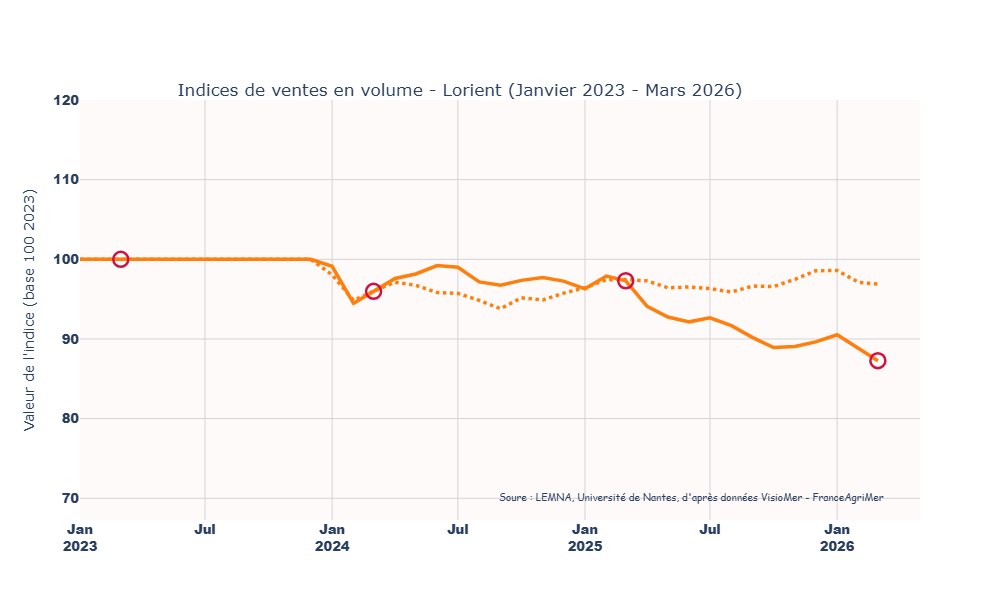 Indices de ventes en volume - Lorient (Janvier 2023 - Mars 2026)
Valeur de l'indice (base 100 2023)
120
110
100
90
80
70
Soure : LEMNA, Université de Nantes, d'après données VisioMer - FranceAgriMer
Jan
2023
Jul
Jan
2024
Jul
Jan
2025
Jul
Jan
2026